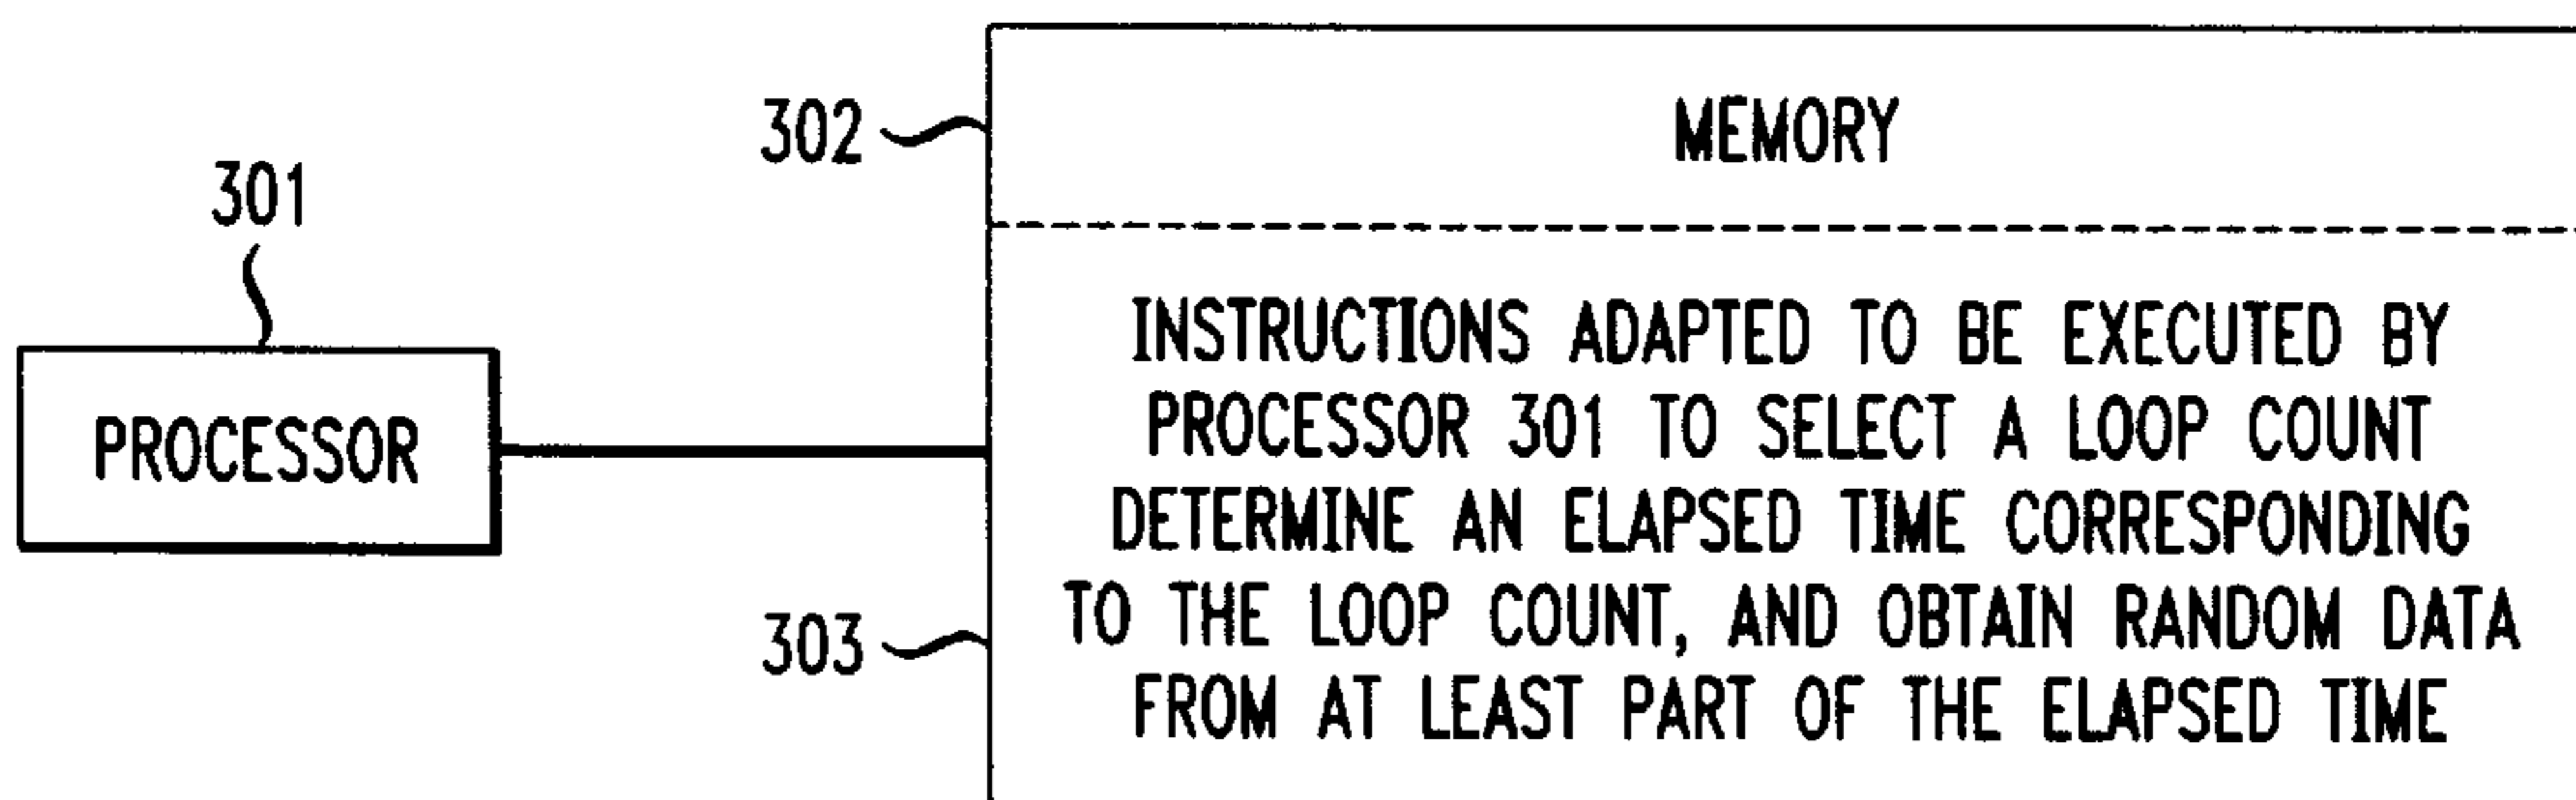 302
MEMORY
301
PROCESSOR
INSTRUCTIONS ADAPTED TO BE EXECUTED BY
PROCESSOR 301 TO SELECT A LOOP COUNT
DETERMINE AN ELAPSED TIME CORRESPONDING
TO THE LOOP COUNT, AND OBTAIN RANDOM DATA
FROM AT LEAST PART OF THE ELAPSED TIME
303